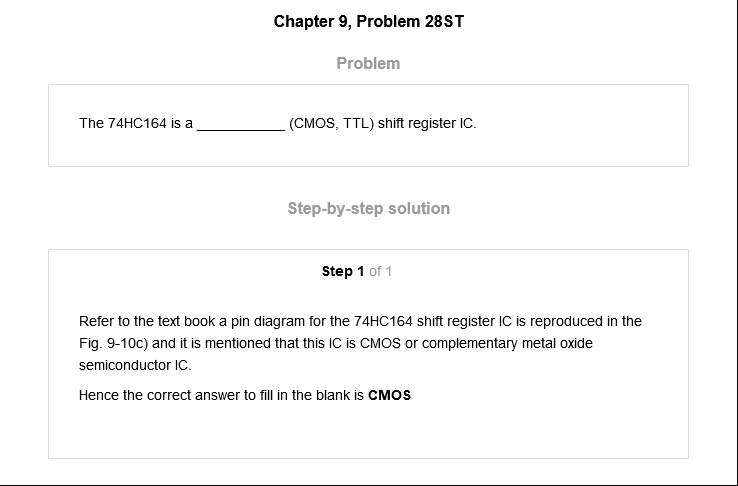 Chapter 9, Problem 28ST
Problem
The 74HC164 is a ___________ (CMOS, TTL) shift register IC.
Step-by-step solution
Step 1 of 1
Refer to the text book a pin diagram for the 74HC164 shift register IC is reproduced in the
Fig. 9-10c) and it is mentioned that this IC is CMOS or complementary metal oxide
semiconductor IC.
Hence the correct answer to fill in the blank is CMOS